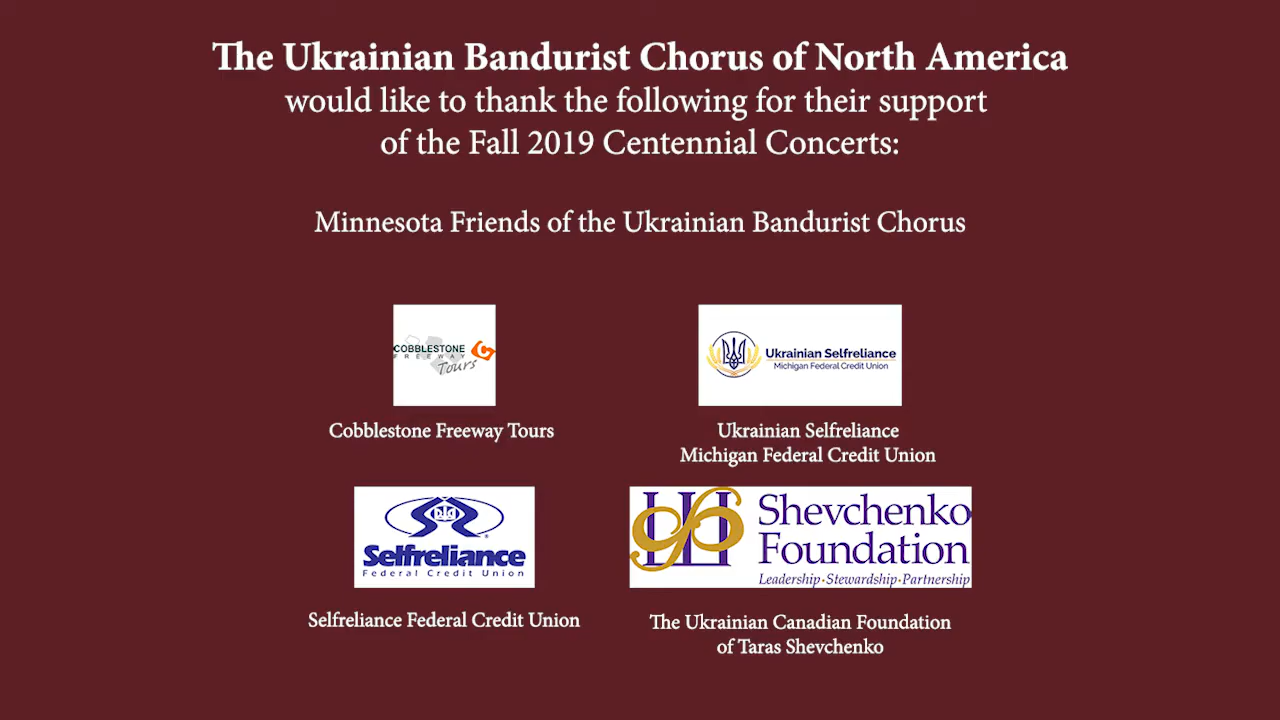 The Ukrainian Bandurist Chorus of North America
would like to thank the following for their support
of the Fall 2019 Centennial Concerts:
Minnesota Friends of the Ukrainian Bandurist Chorus
COBBLESTONE
FREEWAY
Tours
Cobblestone Freeway Tours
Ukrainian Selfreliance
Michigan Federal Credit Union
Ukrainian Selfreliance
Michigan Federal Credit Union
Selfreliance
Federal Credit Union
Selfreliance Federal Credit Union
Shevchenko
Foundation
Leadership·Stewardship·Partnership
The Ukrainian Canadian Foundation
of Taras Shevchenko